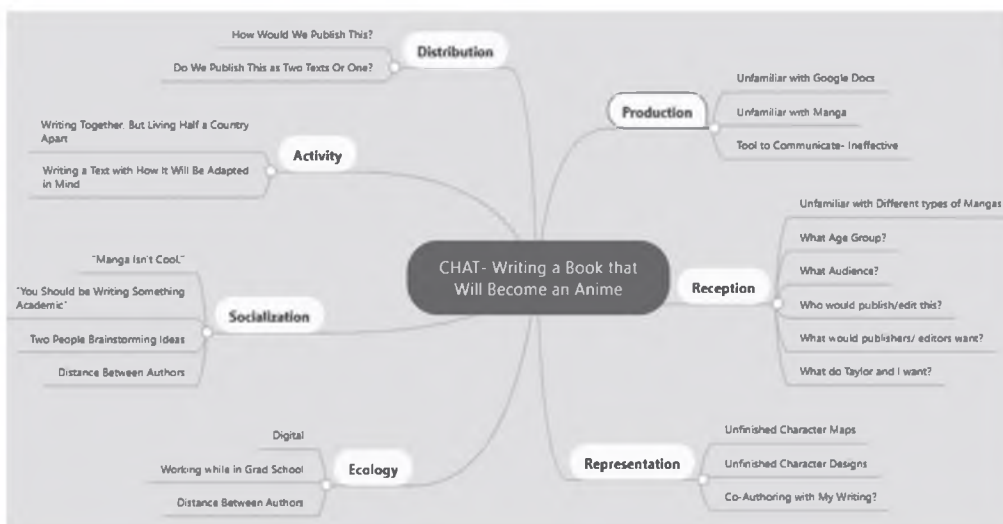 How Would We Publish This?
Do We Publish This as Two Texts Or One?
Distribution
Writing Together, But Living Half a Country
Apart
Writing a Text with How It Will Be Adapted
in Mind
Activity
"Manga Isn't Cool."
"You Should be Writing Something
Academic"
Two People Brainstorming Ideas
Distance Between Authors
Socialization
Digital
Working while in Grad School
Distance Between Authors
Ecology
CHAT- Writing a Book that
Will Become an Anime
Production
Unfamiliar with Google Docs
Unfamiliar with Manga
Tool to Communicate- Ineffective
Reception
Unfamiliar with Different types of Mangas
What Age Group?
What Audience?
Who would publish/edit this?
What would publishers/ editors want?
What do Taylor and I want?
Representation
Unfinished Character Maps
Unfinished Character Designs
Co-Authoring with My Writing?